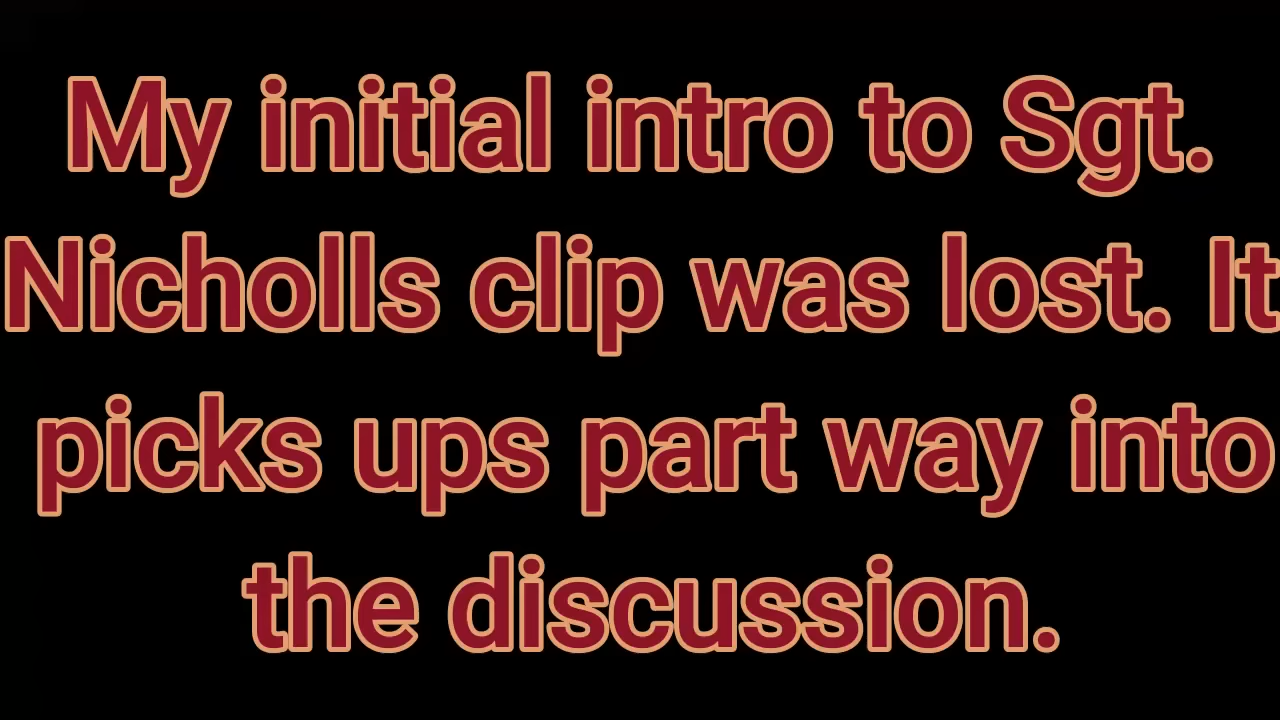 My initial intro to Sgt.
Nicholls clip was lost. It
picks ups part way into
the discussion.